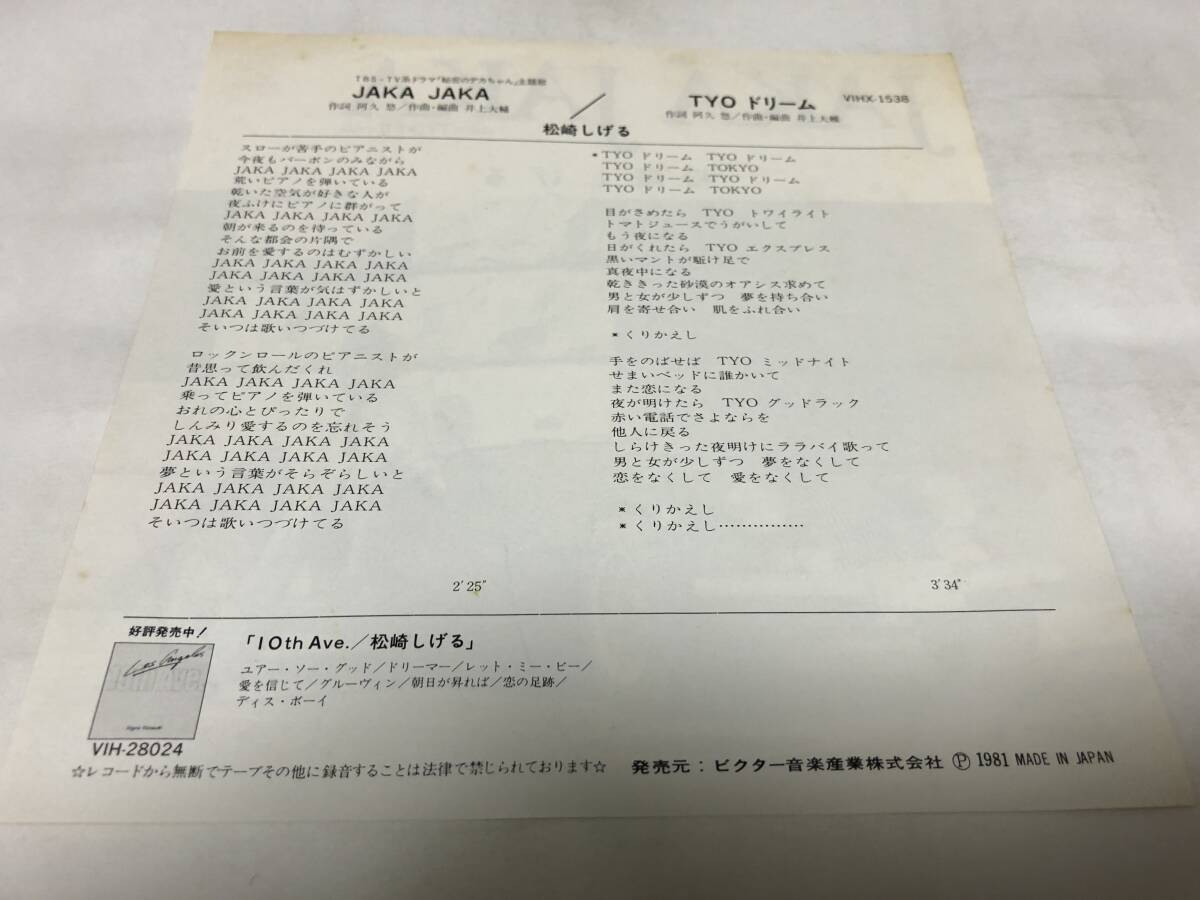 TBS・TV系ドラマ「秘密のデカちゃん」主題歌
JAKA JAKA
作詞 阿久 悠／作曲・編曲 井上大輔
／
TYO ドリーム
作詞 阿久 悠／作曲・編曲 井上大輔
VIHX-1538
松崎しげる
スローが苦手のピアニストが
今夜もバーボンのみながら
JAKA JAKA JAKA JAKA
荒いピアノを弾いている
乾いた空気が好きな人が
夜ふけにピアノに群がって
JAKA JAKA JAKA JAKA
朝が来るのを待っている
そんな都会の片隅で
お前を愛するのはむずかしい
JAKA JAKA JAKA JAKA
JAKA JAKA JAKA JAKA
愛という言葉が気はずかしいと
JAKA JAKA JAKA JAKA
JAKA JAKA JAKA JAKA
そいつは歌いつづけてる
ロックンロールのピアニストが
昔思って飲んだくれ
JAKA JAKA JAKA JAKA
乗ってピアノを弾いている
おれの心とぴったりで
しんみり愛するのを忘れそう
JAKA JAKA JAKA JAKA
JAKA JAKA JAKA JAKA
夢という言葉がそらぞらしいと
JAKA JAKA JAKA JAKA
JAKA JAKA JAKA JAKA
そいつは歌いつづけてる
2′25″
＊TYO ドリーム TYO ドリーム
TYO ドリーム TOKYO
TYO ドリーム TYO ドリーム
TYO ドリーム TOKYO
目がさめたら TYO トワイライト
トマトジュースでうがいして
もう夜になる
日がくれたら TYO エクスプレス
黒いマントが駆け足で
真夜中になる
乾ききった砂漠のオアシス求めて
男と女が少しずつ 夢を持ち合い
肩を寄せ合い 肌をふれ合い
＊くりかえし
手をのばせば TYO ミッドナイト
せまいベッドに誰かいて
また恋になる
夜が明けたら TYO グッドラック
赤い電話でさよならを
他人に戻る
しらけきった夜明けにララバイ歌って
男と女が少しずつ 夢をなくして
恋をなくして 愛をなくして
＊くりかえし
＊くりかえし……………
3′34″
好評発売中！
Los Angeles
10th Ave.
VIH-28024
「10th Ave.／松崎しげる」
ユアー・ソー・グッド／ドリーマー／レット・ミー・ビー／
愛を信じて／グルーヴィン／朝日が昇れば／恋の足跡／
ディス・ボーイ
☆レコードから無断でテープその他に録音することは法律で禁じられております☆
発売元：ビクター音楽産業株式会社 Ⓟ 1981 MADE IN JAPAN